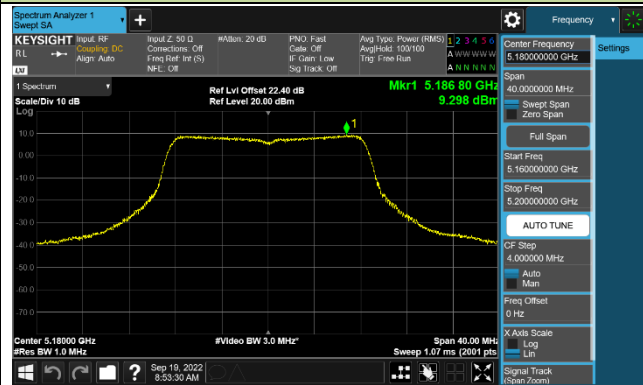 Spectrum Analyzer 1
Swept SA
Frequency
KEYSIGHT
RL
LXI
Input: RF
Coupling: DC
Align: Auto
Input Z: 50 Ω
Corrections: Off
Freq Ref: Int (S)
NFE: Off
#Atten: 20 dB
PNO: Fast
Gate: Off
IF Gain: Low
Sig Track: Off
Avg Type: Power (RMS)
Avg|Hold: 100/100
Trig: Free Run
1 2 3 4 5 6
A W W W W W
A N N N N N
1 Spectrum
Scale/Div 10 dB
Log
Ref Lvl Offset 22.40 dB
Ref Level 20.00 dBm
Mkr1 5.186 80 GHz
9.298 dBm
1
10.0
0.00
-10.0
-20.0
-30.0
-40.0
-50.0
-60.0
-70.0
Center 5.18000 GHz
#Res BW 1.0 MHz
#Video BW 3.0 MHz*
Span 40.00 MHz
Sweep 1.07 ms (2001 pts)
Sep 19, 2022
8:53:30 AM
?
Center Frequency
5.180000000 GHz
Span
40.0000000 MHz
Swept Span
Zero Span
Full Span
Start Freq
5.160000000 GHz
Stop Freq
5.200000000 GHz
AUTO TUNE
CF Step
4.000000 MHz
Auto
Man
Freq Offset
0 Hz
X Axis Scale
Log
Lin
Signal Track
(Span Zoom)
Settings